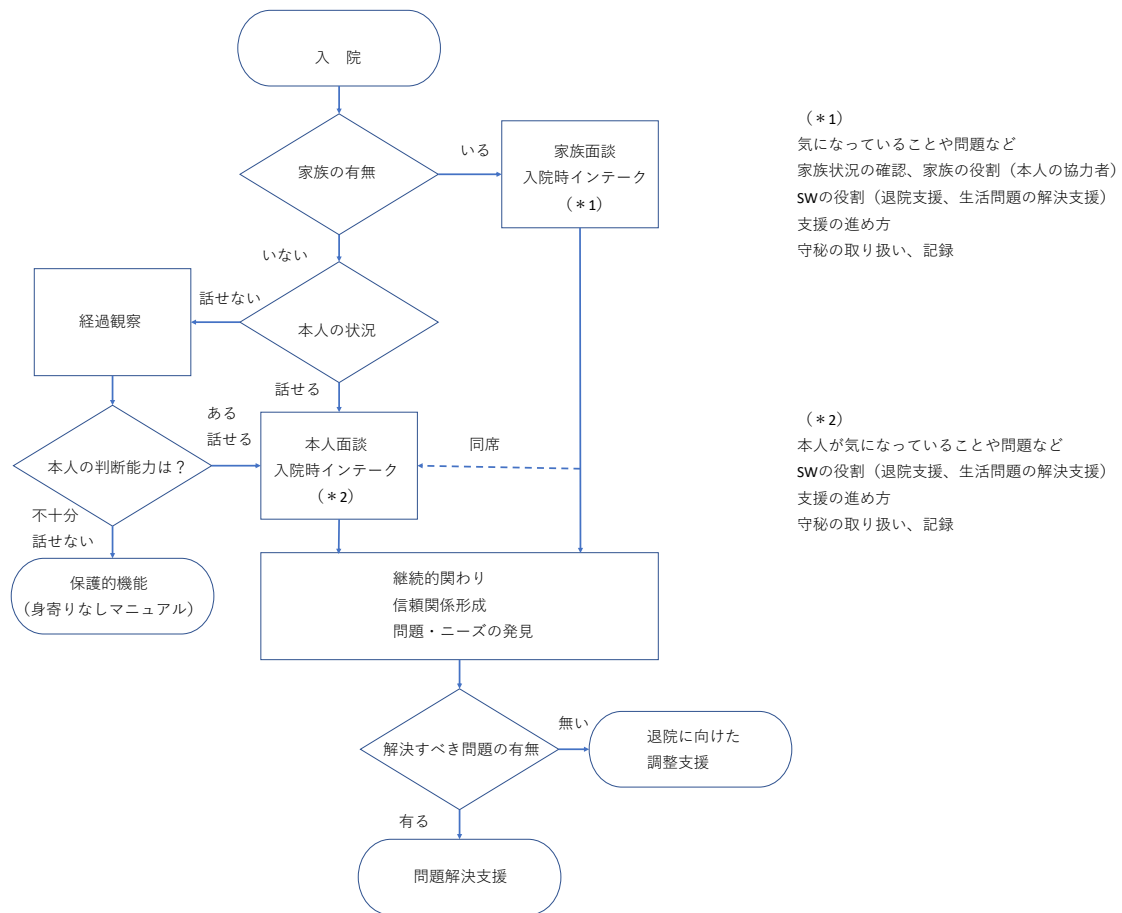 入　院
家族の有無
いる
家族面談
入院時インテーク
（＊1）
（＊1）
気になっていることや問題など
家族状況の確認、家族の役割（本人の協力者）
SWの役割（退院支援、生活問題の解決支援）
支援の進め方
守秘の取り扱い、記録
いない
話せない
経過観察
本人の状況
話せる
ある
話せる
本人の判断能力は？
本人面談
入院時インテーク
（＊2）
同席
（＊2）
本人が気になっていることや問題など
SWの役割（退院支援、生活問題の解決支援）
支援の進め方
守秘の取り扱い、記録
不十分
話せない
保護的機能
（身寄りなしマニュアル）
継続的関わり
信頼関係形成
問題・ニーズの発見
解決すべき問題の有無
無い
退院に向けた
調整支援
有る
問題解決支援